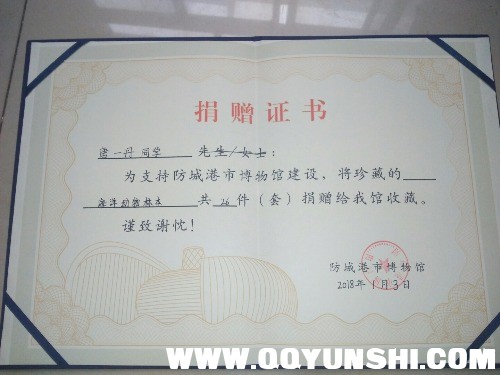 捐赠证书
唐一丹 同学 先生/女士：
为支持防城港市博物馆建设，将珍藏的
海洋动物标本 共 26 件（套）捐赠给我馆收藏。
谨致谢忱！
防城港市博物馆
2018年1月3日
WWW.QQYUNSHI.COM